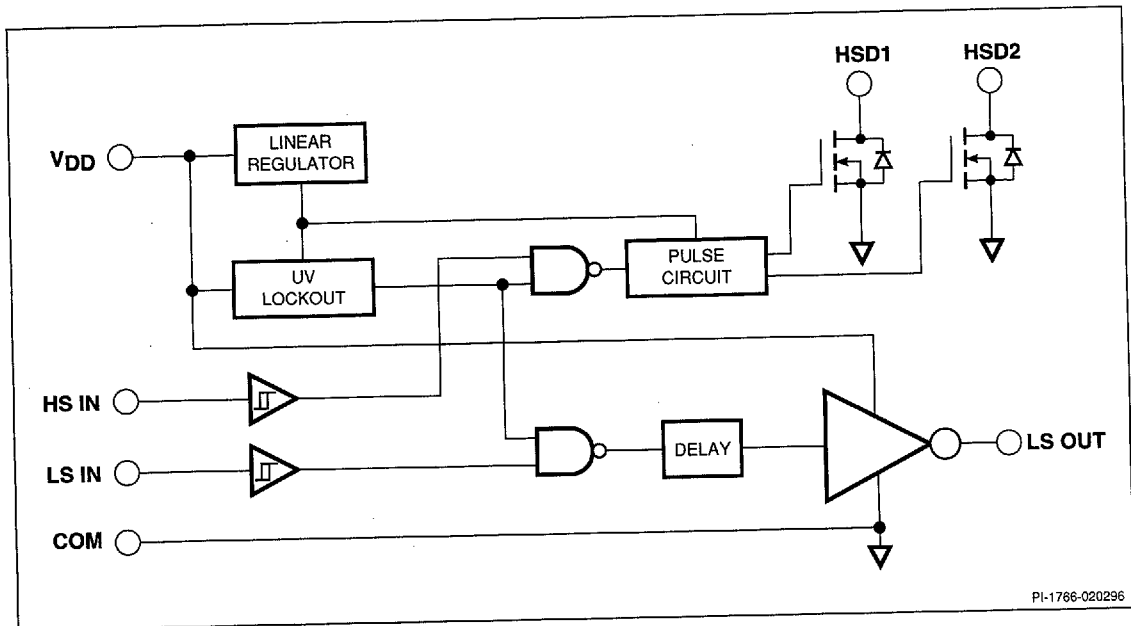 HSD1
HSD2
VDD
LINEAR
REGULATOR
UV
LOCKOUT
PULSE
CIRCUIT
HS IN
LS IN
DELAY
LS OUT
COM
PI-1766-020296